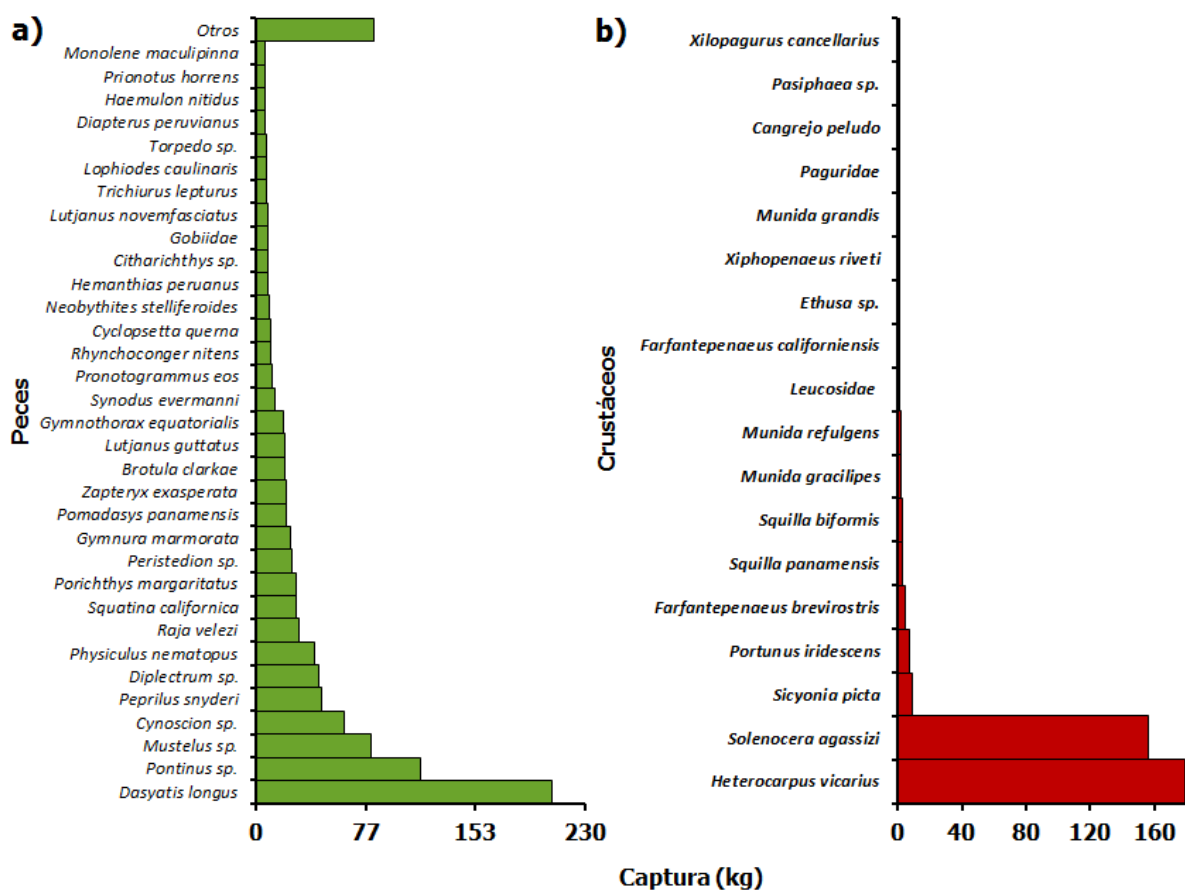 a)
Peces
Otros
Monolene maculipinna
Prionotus horrens
Haemulon nitidus
Diapterus peruvianus
Torpedo sp.
Lophiodes caulinaris
Trichiurus lepturus
Lutjanus novemfasciatus
Gobiidae
Citharichthys sp.
Hemanthias peruanus
Neobythites stelliferoides
Cyclopsetta querna
Rhynchoconger nitens
Pronotogrammus eos
Synodus evermanni
Gymnothorax equatorialis
Lutjanus guttatus
Brotula clarkae
Zapteryx exasperata
Pomadasys panamensis
Gymnura marmorata
Peristedion sp.
Porichthys margaritatus
Squatina californica
Raja velezi
Physiculus nematopus
Diplectrum sp.
Peprilus snyderi
Cynoscion sp.
Mustelus sp.
Pontinus sp.
Dasyatis longus
0 77 153 230
b)
Crustáceos
Xilopagurus cancellarius
Pasiphaea sp.
Cangrejo peludo
Paguridae
Munida grandis
Xiphopenaeus riveti
Ethusa sp.
Farfantepenaeus californiensis
Leucosidae
Munida refulgens
Munida gracilipes
Squilla biformis
Squilla panamensis
Farfantepenaeus brevirostris
Portunus iridescens
Sicyonia picta
Solenocera agassizi
Heterocarpus vicarius
0 40 80 120 160
Captura (kg)